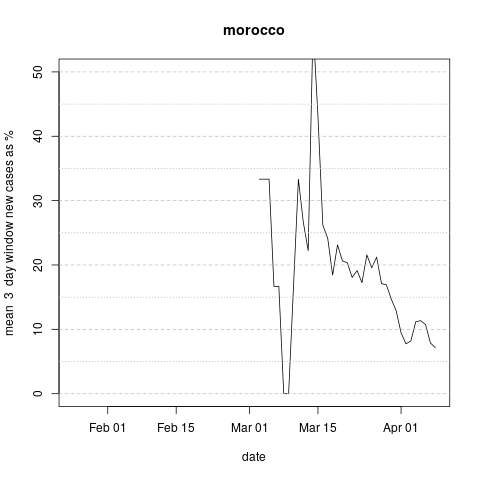 morocco
mean  3  day window new cases as %
50
40
30
20
10
0
Feb 01
Feb 15
Mar 01
Mar 15
Apr 01
date